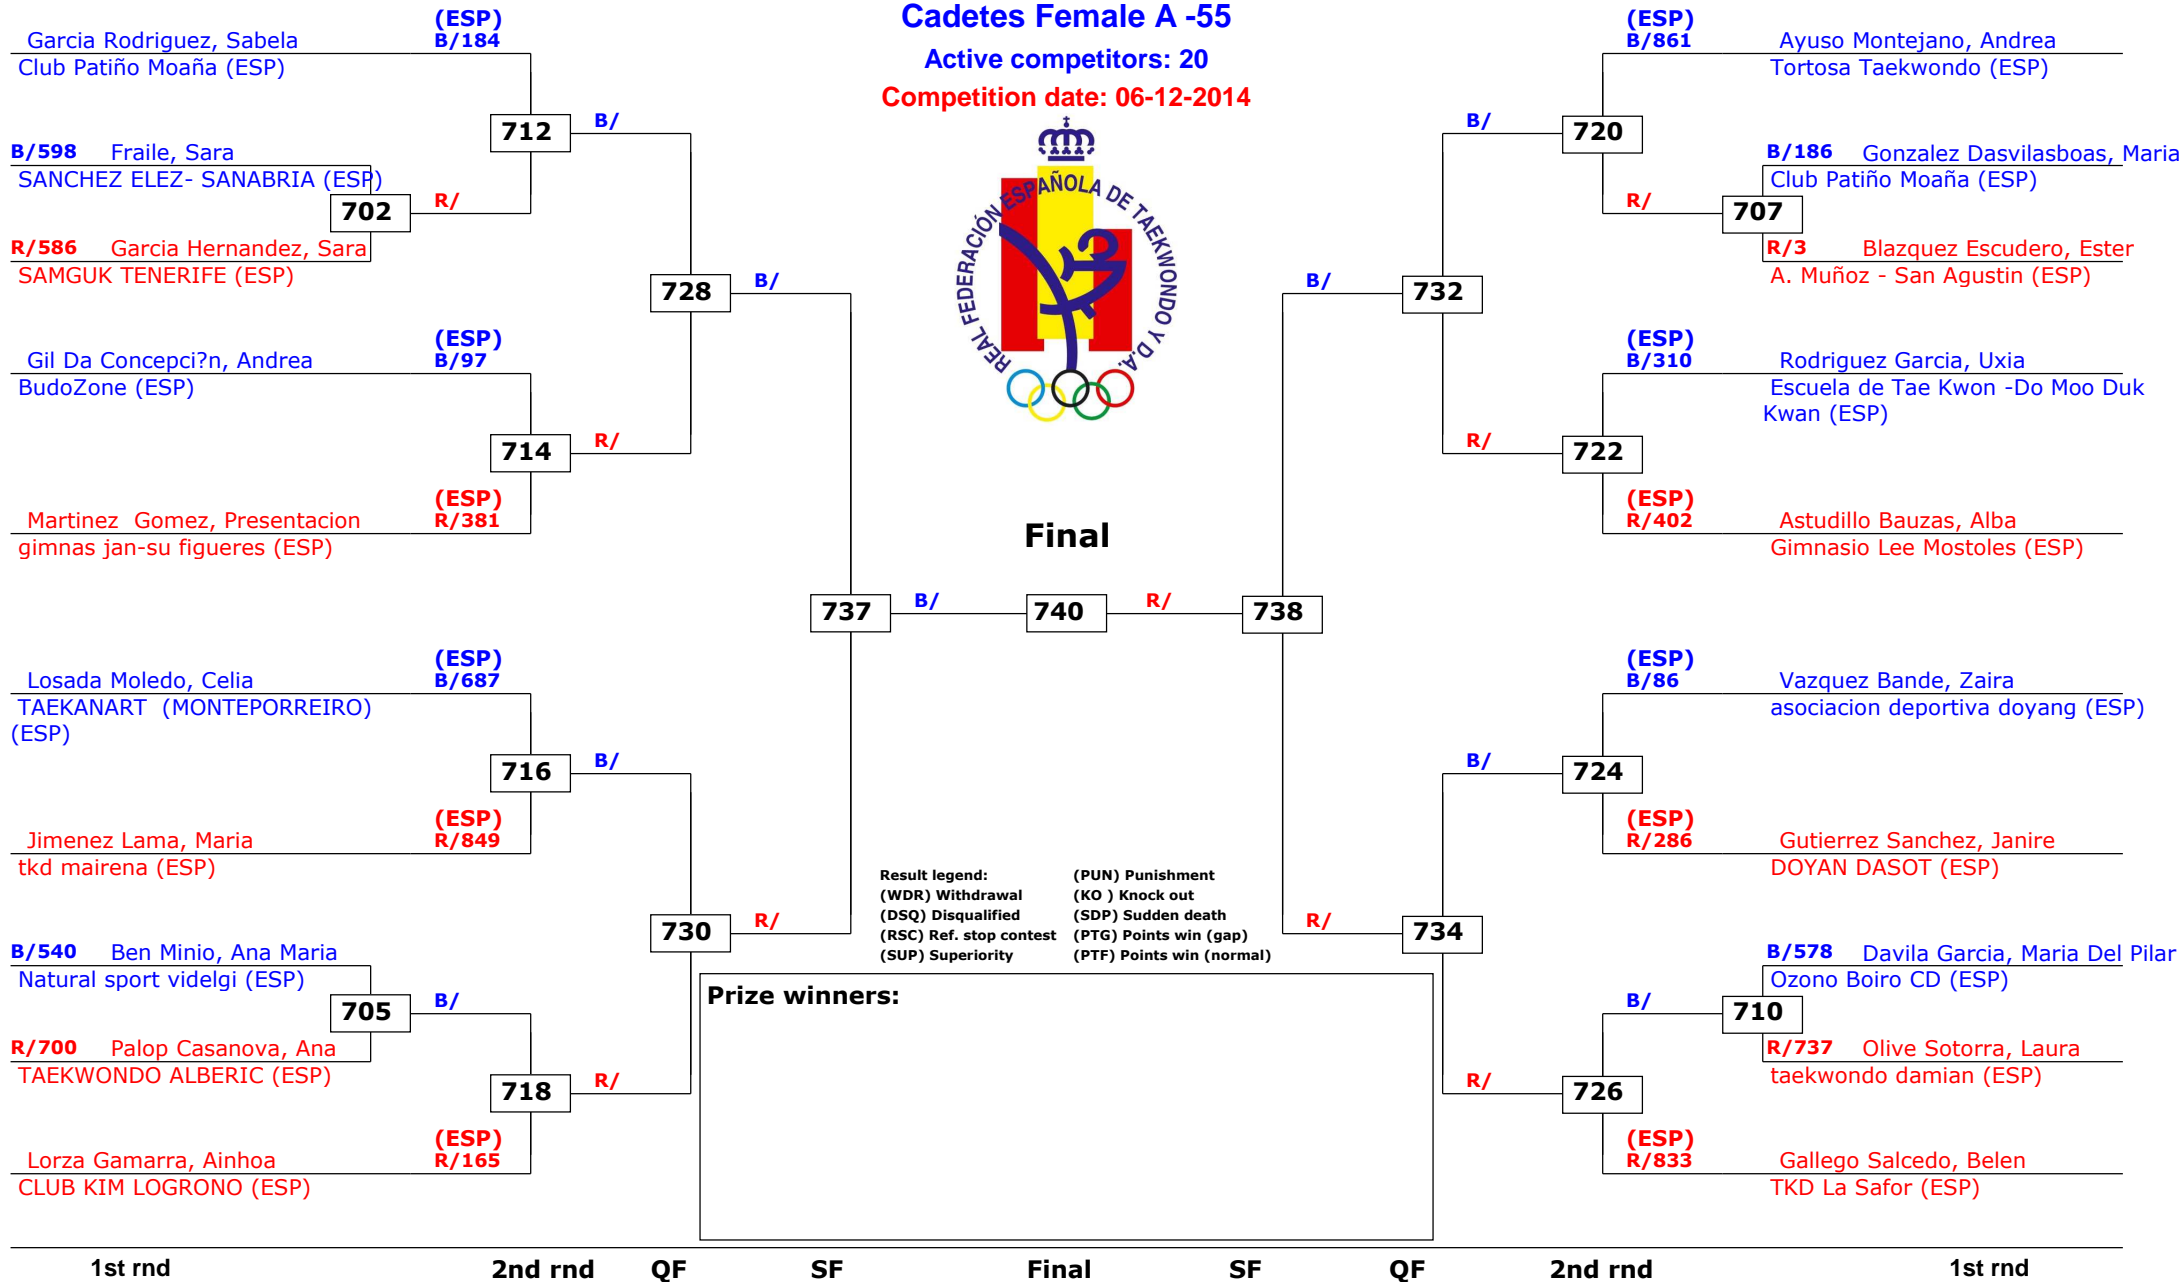 Cadetes Female A -55
Active competitors: 20
Competition date: 06-12-2014
REAL FEDERACIÓN ESPAÑOLA DE TAEKWONDO Y D.A.
(ESP)
Garcia Rodriguez, Sabela B/184
Club Patiño Moaña (ESP)
712 B/
B/598 Fraile, Sara
SANCHEZ ELEZ- SANABRIA (ESP)
702 R/
R/586 Garcia Hernandez, Sara
SAMGUK TENERIFE (ESP)
728 B/
(ESP)
Gil Da Concepci?n, Andrea B/97
BudoZone (ESP)
714 R/
(ESP)
Martinez  Gomez, Presentacion R/381
gimnas jan-su figueres (ESP)
737 B/
(ESP)
Losada Moledo, Celia B/687
TAEKANART  (MONTEPORREIRO)
(ESP)
716 B/
(ESP)
Jimenez Lama, Maria R/849
tkd mairena (ESP)
730 R/
B/540 Ben Minio, Ana Maria
Natural sport videlgi (ESP)
705 B/
R/700 Palop Casanova, Ana
TAEKWONDO ALBERIC (ESP)
718 R/
(ESP)
Lorza Gamarra, Ainhoa R/165
CLUB KIM LOGRONO (ESP)
Final
740
(ESP)
B/861 Ayuso Montejano, Andrea
Tortosa Taekwondo (ESP)
B/ 720
B/186 Gonzalez Dasvilasboas, Maria
Club Patiño Moaña (ESP)
R/ 707
R/3 Blazquez Escudero, Ester
A. Muñoz - San Agustin (ESP)
B/ 732
(ESP)
B/310 Rodriguez Garcia, Uxia
Escuela de Tae Kwon -Do Moo Duk
Kwan (ESP)
R/ 722
(ESP)
R/402 Astudillo Bauzas, Alba
Gimnasio Lee Mostoles (ESP)
R/ 738
(ESP)
B/86 Vazquez Bande, Zaira
asociacion deportiva doyang (ESP)
B/ 724
(ESP)
R/286 Gutierrez Sanchez, Janire
DOYAN DASOT (ESP)
R/ 734
B/578 Davila Garcia, Maria Del Pilar
Ozono Boiro CD (ESP)
B/ 710
R/737 Olive Sotorra, Laura
taekwondo damian (ESP)
R/ 726
(ESP)
R/833 Gallego Salcedo, Belen
TKD La Safor (ESP)
Result legend: (PUN) Punishment
(WDR) Withdrawal (KO ) Knock out
(DSQ) Disqualified (SDP) Sudden death
(RSC) Ref. stop contest (PTG) Points win (gap)
(SUP) Superiority (PTF) Points win (normal)
Prize winners:
1st rnd 2nd rnd QF SF Final SF QF 2nd rnd 1st rnd